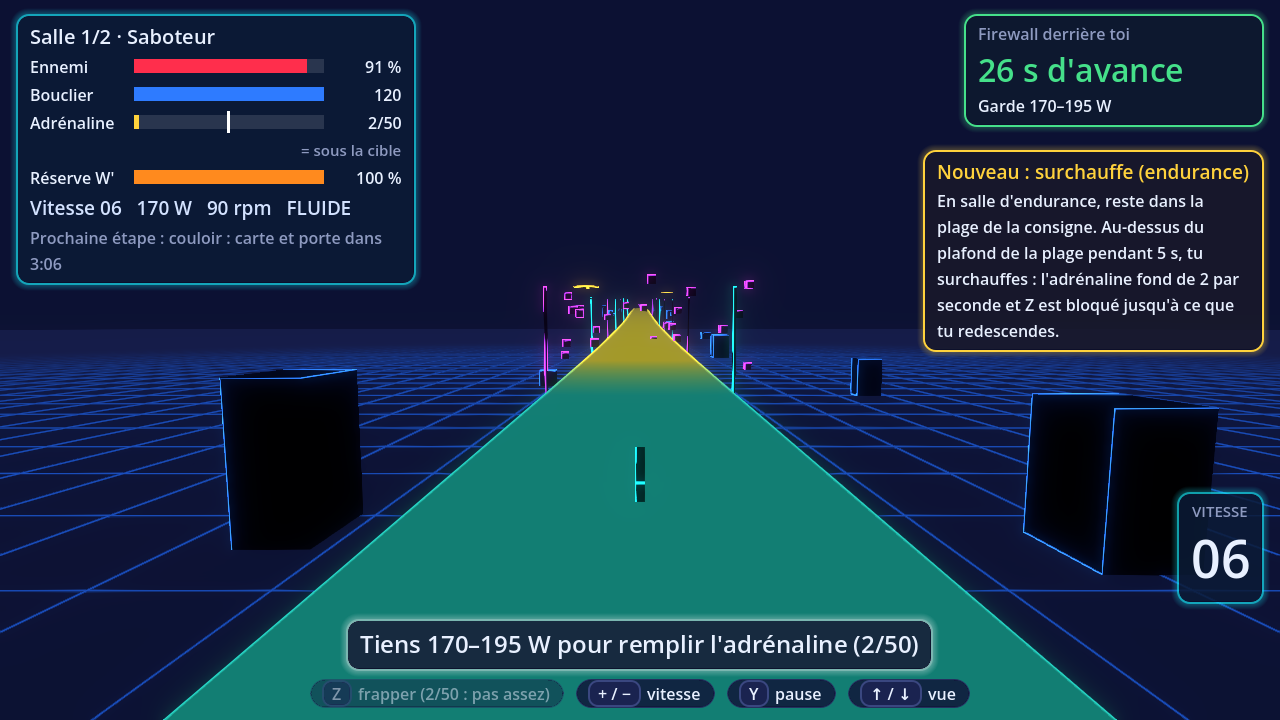 Salle 1/2 · Saboteur
Ennemi 91 %
Bouclier 120
Adrénaline 2/50
= sous la cible
Réserve W' 100 %
Vitesse 06 170 W 90 rpm FLUIDE
Prochaine étape : couloir : carte et porte dans
3:06
Firewall derrière toi
26 s d'avance
Garde 170–195 W
Nouveau : surchauffe (endurance)
En salle d'endurance, reste dans la
plage de la consigne. Au-dessus du
plafond de la plage pendant 5 s, tu
surchauffes : l'adrénaline fond de 2 par
seconde et Z est bloqué jusqu'à ce que
tu redescendes.
VITESSE
06
Tiens 170–195 W pour remplir l'adrénaline (2/50)
Z frapper (2/50 : pas assez) + / − vitesse Y pause ↑ / ↓ vue